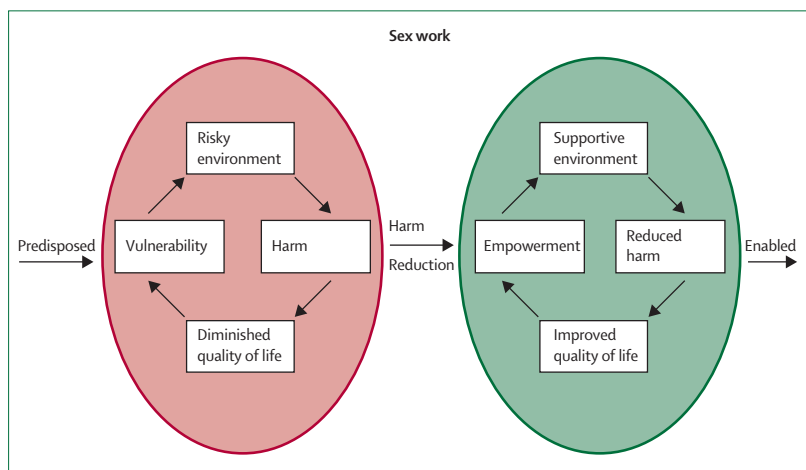 Sex work
Predisposed
Risky
environment
Vulnerability
Harm
Diminished
quality of life
Harm
Reduction
Supportive
environment
Empowerment
Reduced
harm
Improved
quality of life
Enabled